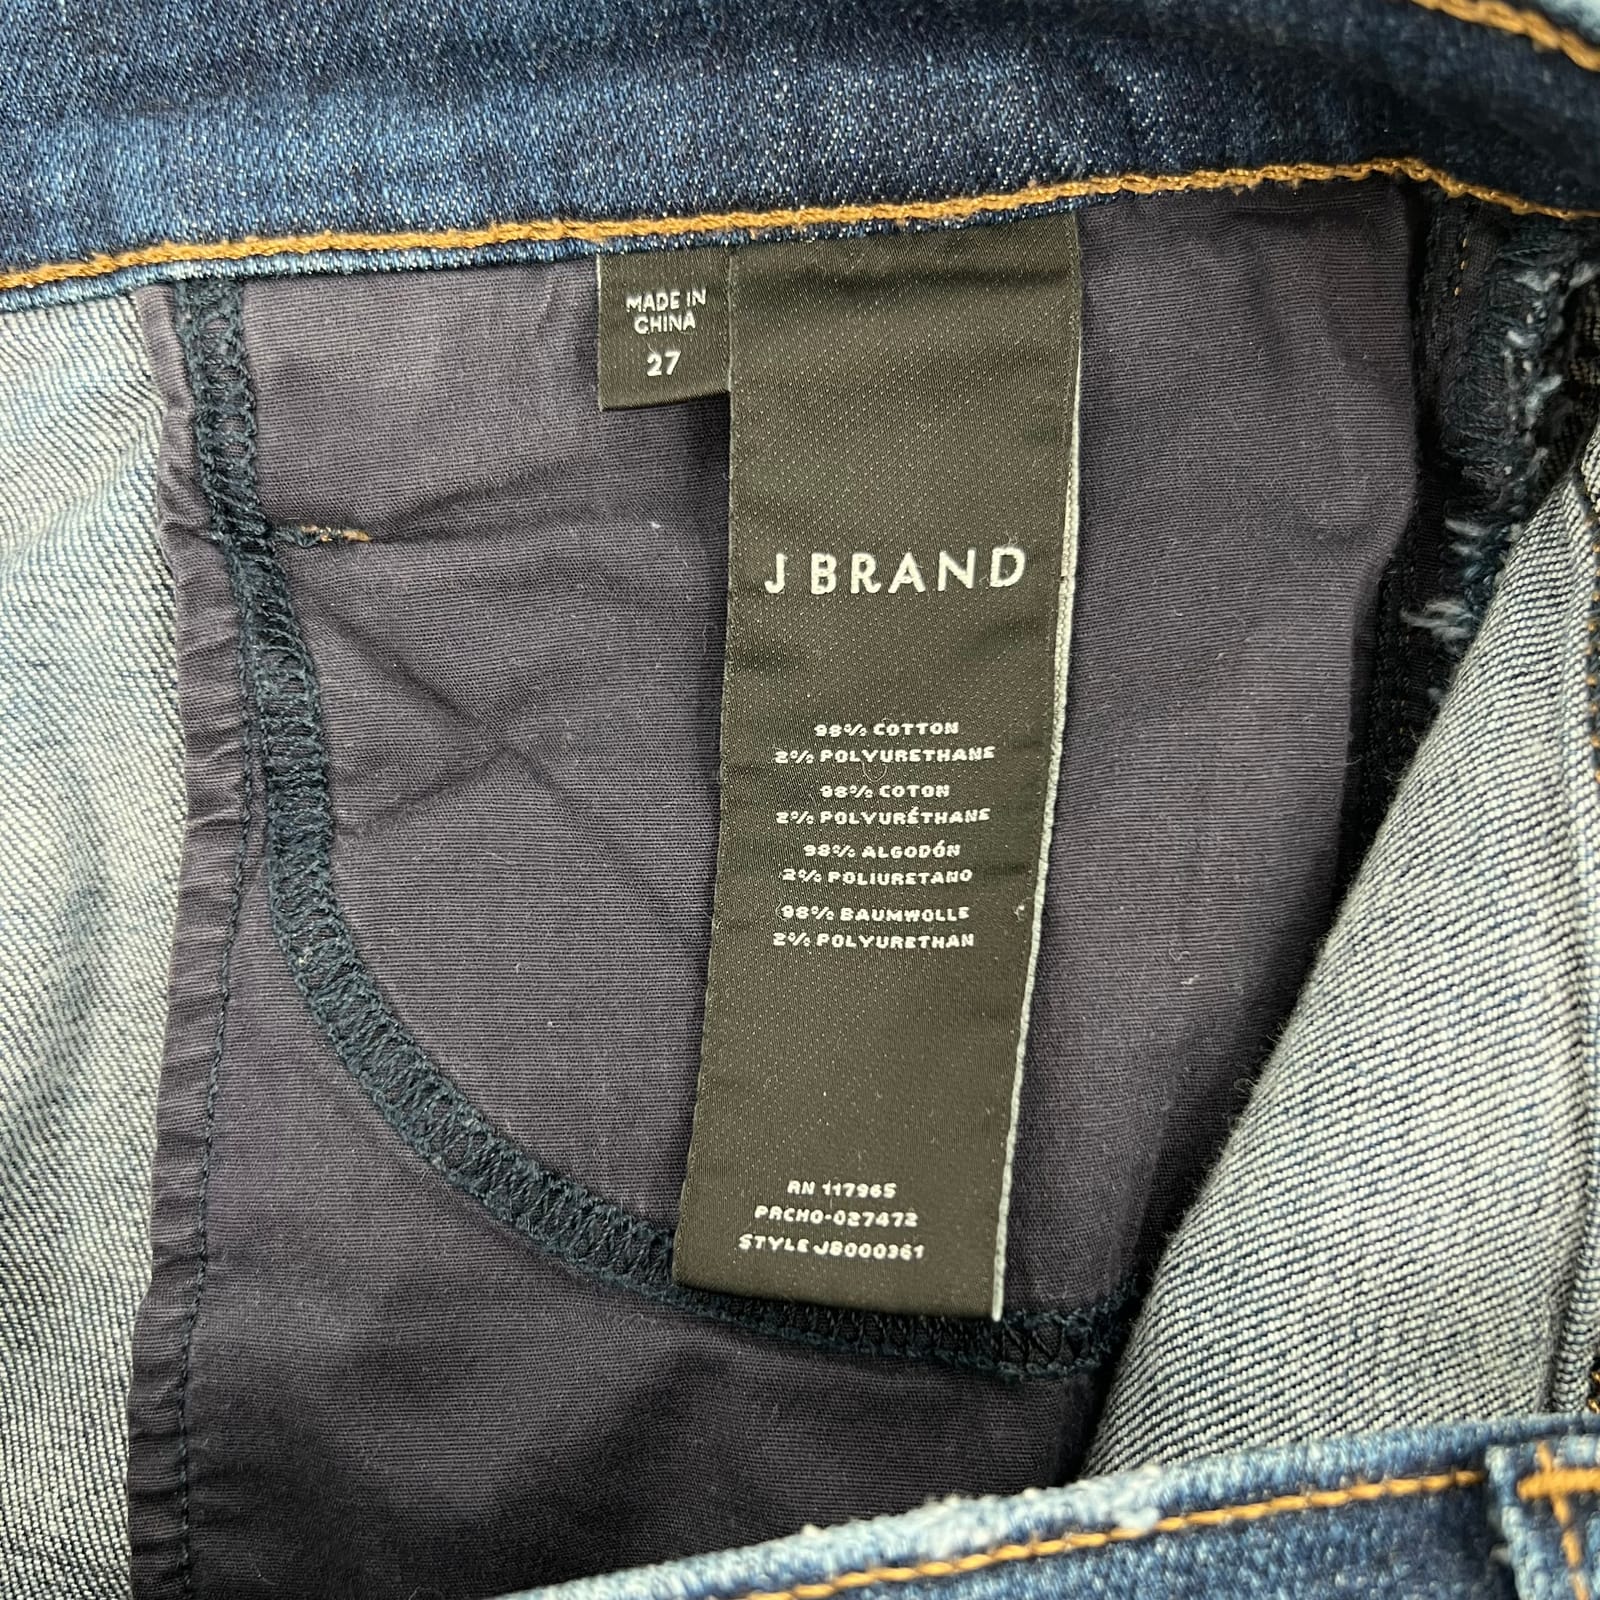 MADE IN
CHINA
27
J BRAND
98% COTTON
2% POLYURETHANE
98% COTON
2% POLYURÉTHANE
98% ALGODÓN
2% POLIURETANO
98% BAUMWOLLE
2% POLYURETHAN
RN 117965
PRCHO-027472
STYLE JB000361